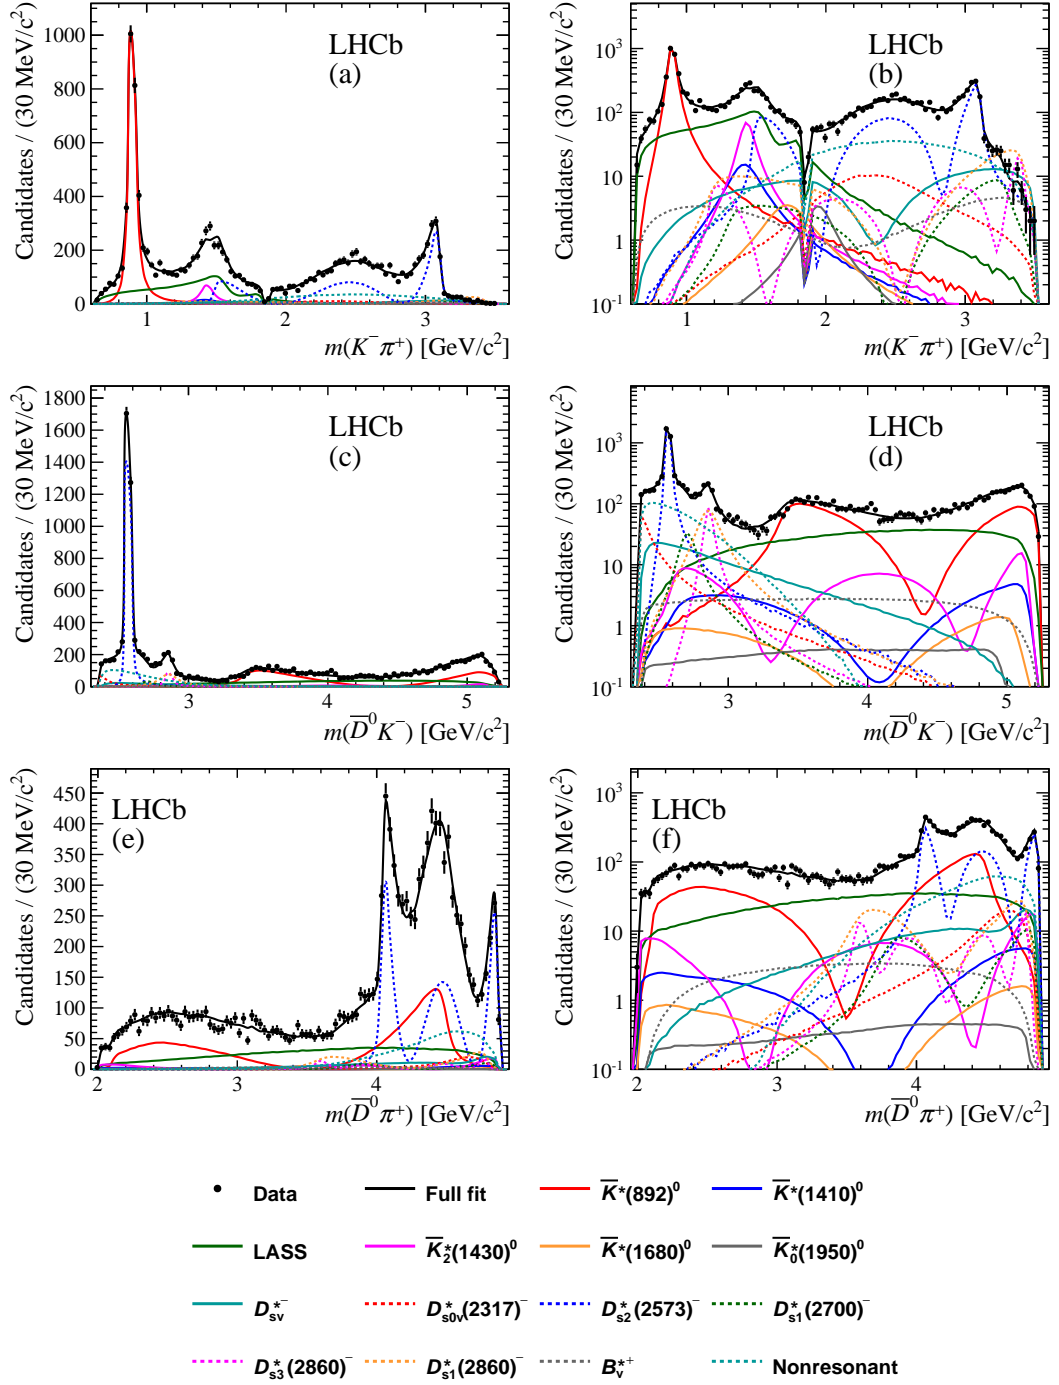 Candidates / (30 MeV/c²)
1000
800
600
400
200
0
LHCb
(a)
1 2 3
m(K⁻π⁺) [GeV/c²]
Candidates / (30 MeV/c²)
10³
10²
10
1
10⁻¹
LHCb
(b)
1 2 3
m(K⁻π⁺) [GeV/c²]
Candidates / (30 MeV/c²)
1800
1600
1400
1200
1000
800
600
400
200
0
LHCb
(c)
3 4 5
m(D̅⁰K⁻) [GeV/c²]
Candidates / (30 MeV/c²)
10³
10²
10
1
10⁻¹
LHCb
(d)
3 4 5
m(D̅⁰K⁻) [GeV/c²]
Candidates / (30 MeV/c²)
450
400
350
300
250
200
150
100
50
0
LHCb
(e)
2 3 4
m(D̅⁰π⁺) [GeV/c²]
Candidates / (30 MeV/c²)
10³
10²
10
1
10⁻¹
LHCb
(f)
2 3 4
m(D̅⁰π⁺) [GeV/c²]
Data Full fit K̅*(892)⁰ K̅*(1410)⁰
LASS K̅*₂(1430)⁰ K̅*(1680)⁰ K̅*₀(1950)⁰
D*ₛᵥ⁻ D*ₛ₀ᵥ(2317)⁻ D*ₛ₂(2573)⁻ D*ₛ₁(2700)⁻
D*ₛ₃(2860)⁻ D*ₛ₁(2860)⁻ B*ᵥ⁺ Nonresonant